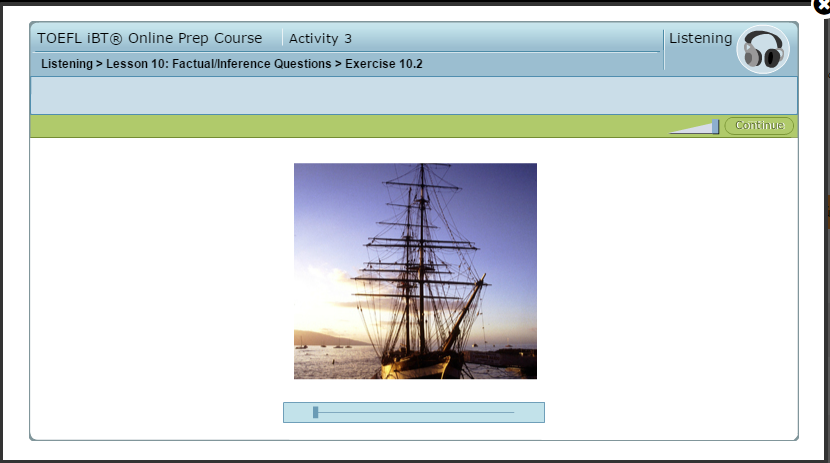 TOEFL iBT® Online Prep Course
Activity 3
Listening
Listening > Lesson 10: Factual/Inference Questions > Exercise 10.2
Continue